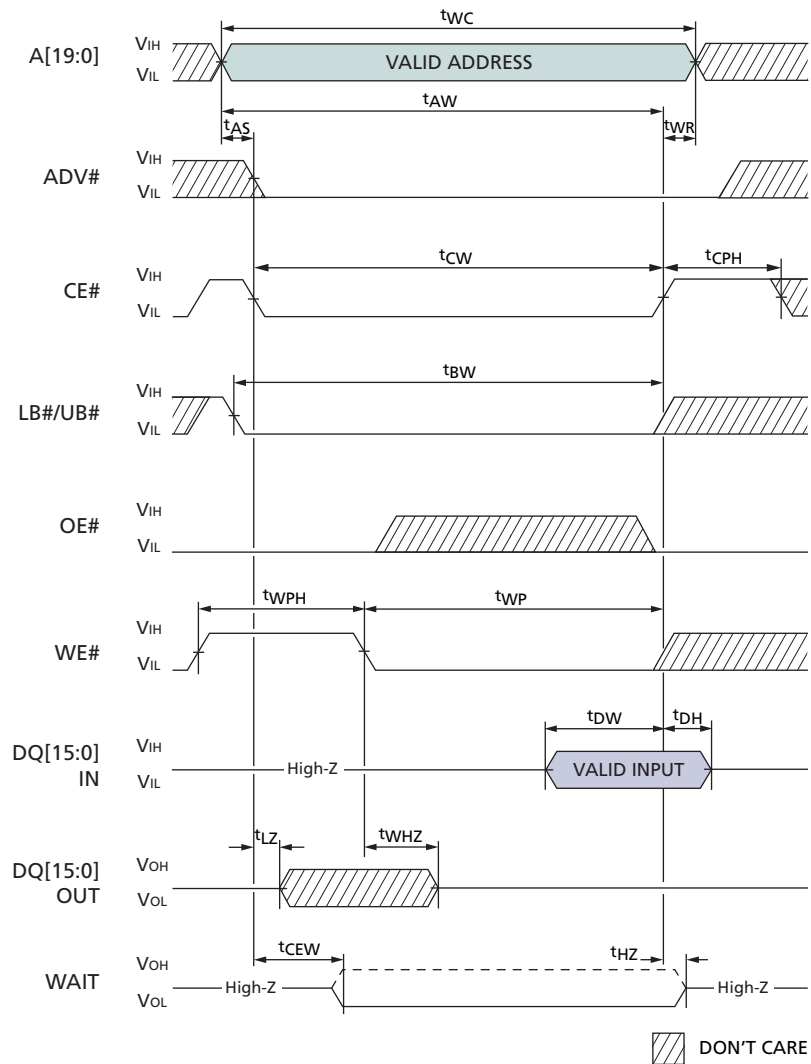 tWC
A[19:0] VIH VIL VALID ADDRESS
tAW
tAS tWR
ADV# VIH VIL
tCW tCPH
CE# VIH VIL
tBW
LB#/UB# VIH VIL
OE# VIH VIL
tWPH tWP
WE# VIH VIL
tDW tDH
DQ[15:0] IN VIH VIL High-Z VALID INPUT
tLZ tWHZ
DQ[15:0] OUT VOH VOL
tCEW tHZ
WAIT VOH VOL High-Z High-Z
DON'T CARE